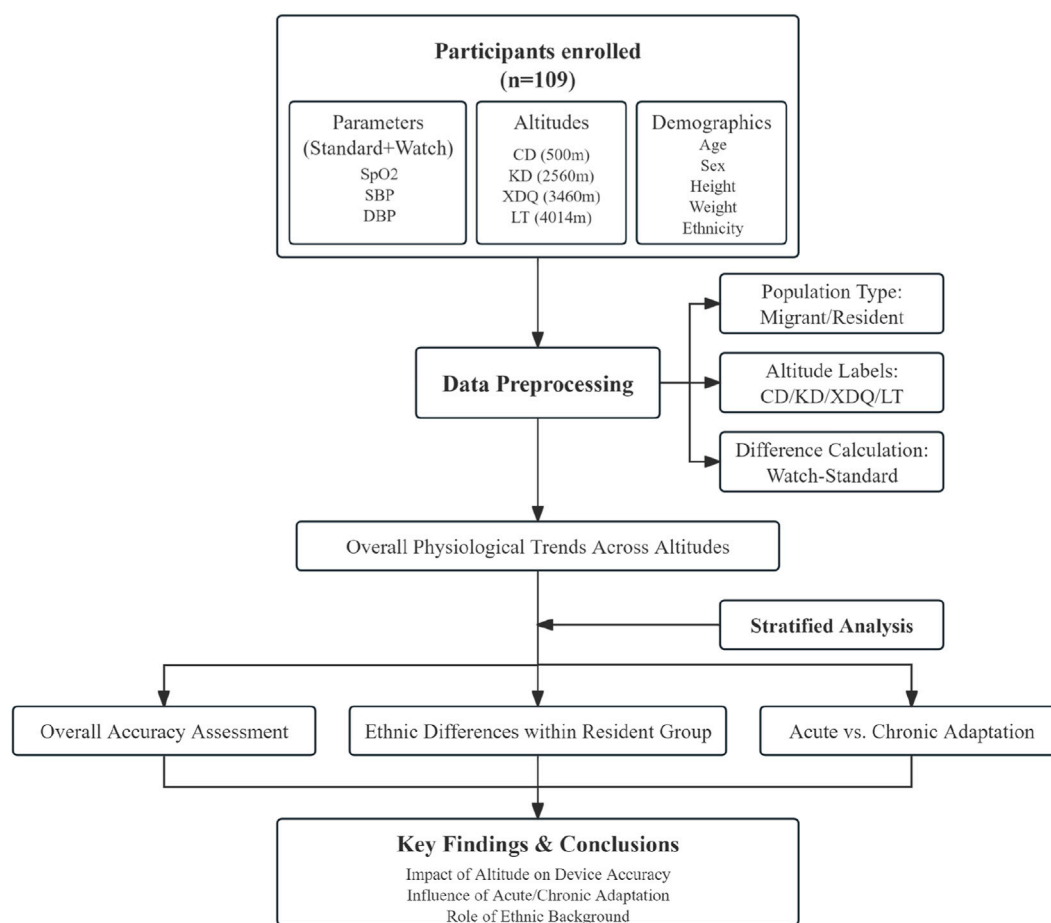 Participants enrolled
(n=109)
Parameters
(Standard+Watch)
SpO2
SBP
DBP
Altitudes
CD (500m)
KD (2560m)
XDQ (3460m)
LT (4014m)
Demographics
Age
Sex
Height
Weight
Ethnicity
Data Preprocessing
Population Type:
Migrant/Resident
Altitude Labels:
CD/KD/XDQ/LT
Difference Calculation:
Watch-Standard
Overall Physiological Trends Across Altitudes
Stratified Analysis
Overall Accuracy Assessment
Ethnic Differences within Resident Group
Acute vs. Chronic Adaptation
Key Findings & Conclusions
Impact of Altitude on Device Accuracy
Influence of Acute/Chronic Adaptation
Role of Ethnic Background